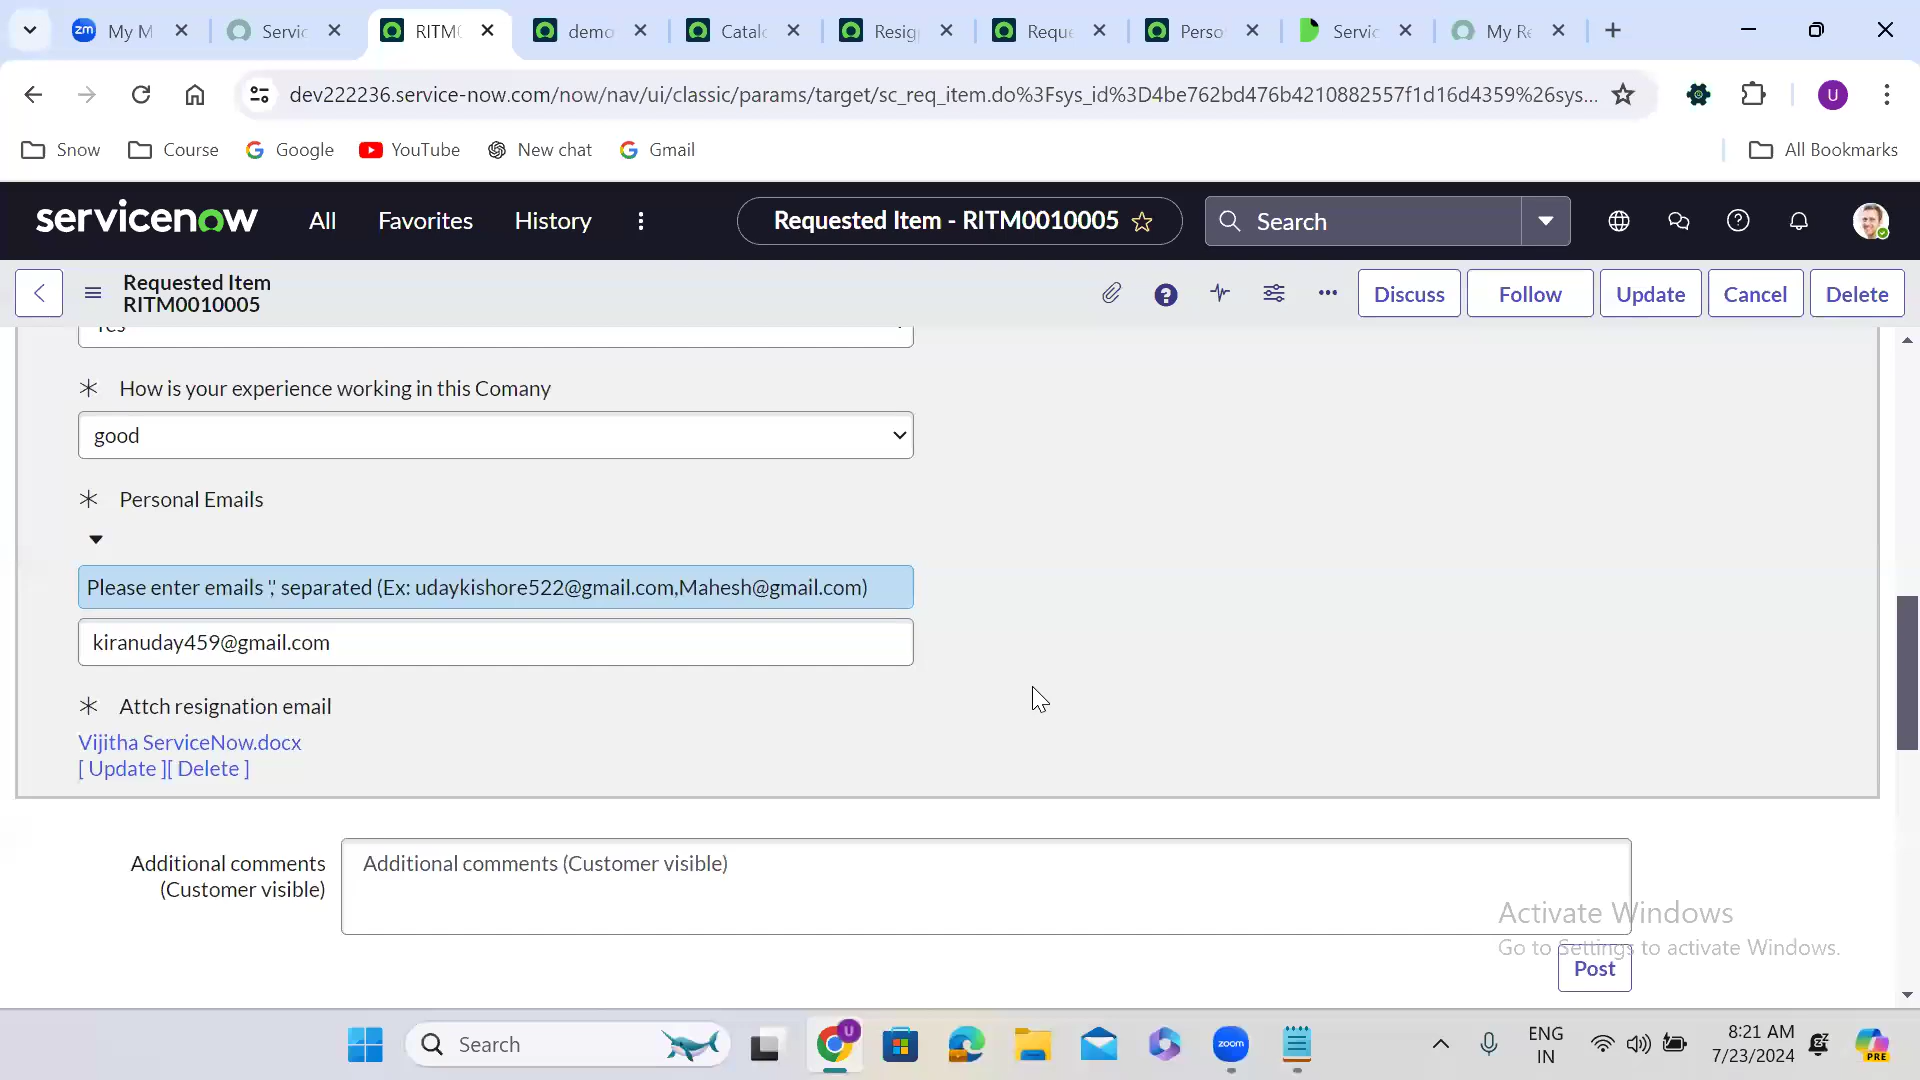 My M
Servic
RITM(
demo
Catalo
Resig
Reque
Perso
Servic
My Re
dev222236.service-now.com/now/nav/ui/classic/params/target/sc_req_item.do%3Fsys_id%3D4be762bd476b4210882557f1d16d4359%26sys...
U
Snow
Course
Google
YouTube
New chat
Gmail
All Bookmarks
servicenow
All
Favorites
History
Requested Item - RITM0010005
Search
Requested Item
RITM0010005
Discuss
Follow
Update
Cancel
Delete
Yes
* How is your experience working in this Comany
good
* Personal Emails
Please enter emails ',' separated (Ex: udaykishore522@gmail.com,Mahesh@gmail.com)
kiranuday459@gmail.com
* Attch resignation email
Vijitha ServiceNow.docx
[ Update ][ Delete ]
Additional comments
(Customer visible)
Additional comments (Customer visible)
Activate Windows
Go to Settings to activate Windows.
Post
Search
U
zoom
ENG
IN
8:21 AM
7/23/2024
PRE